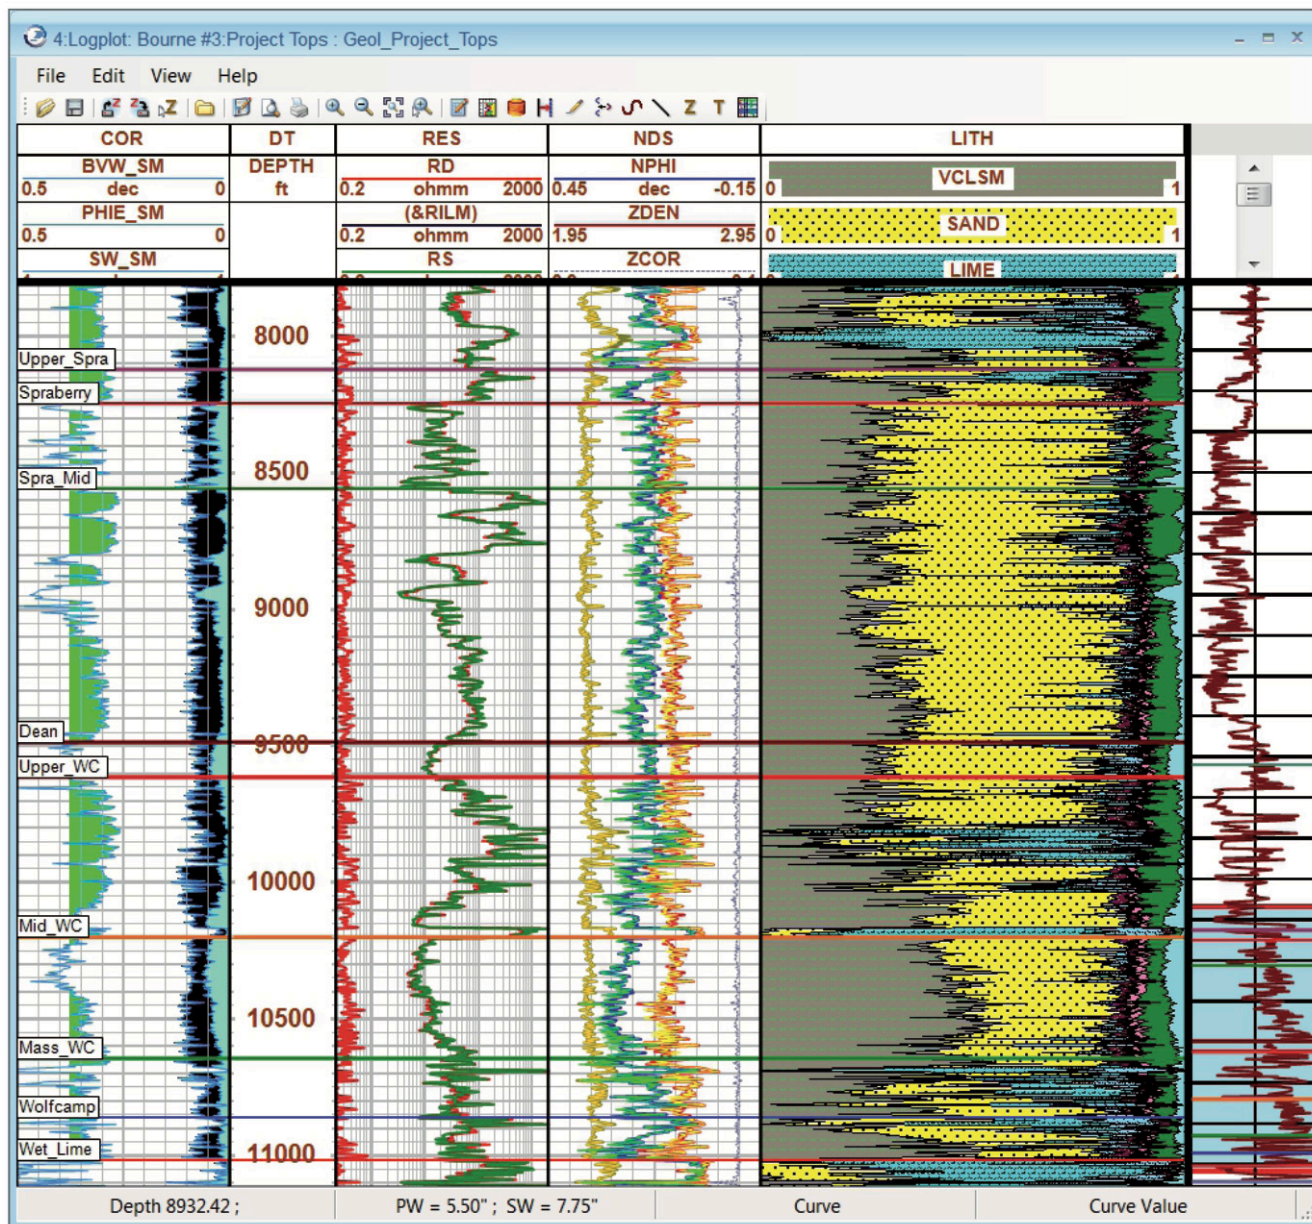 4:Logplot: Bourne #3:Project Tops : Geol_Project_Tops
File Edit View Help
COR DT RES NDS LITH
BVW_SM DEPTH RD NPHI VCLSM
0.5 dec 0 ft 0.2 ohmm 2000 0.45 dec -0.15 0 1
PHIE_SM (&RILM) ZDEN SAND
0.5 0 0.2 ohmm 2000 1.95 2.95 0 1
SW_SM RS ZCOR LIME
8000
Upper_Spra
Spraberry
Spra_Mid 8500
9000
Dean
9500
Upper_WC
10000
Mid_WC
10500
Mass_WC
Wolfcamp
Wet_Lime 11000
Depth 8932.42 ; PW = 5.50" ; SW = 7.75" Curve Curve Value